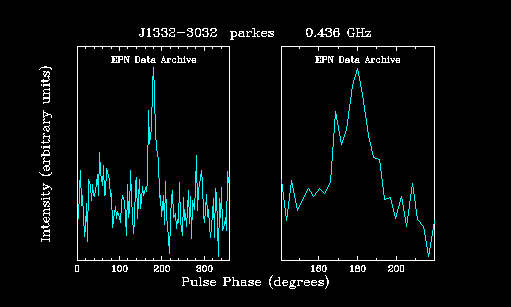 J1332-3032 parkes 0.436 GHz
EPN Data Archive
EPN Data Archive
Intensity (arbitrary units)
0 100 200 300
160 180 200
Pulse Phase (degrees)